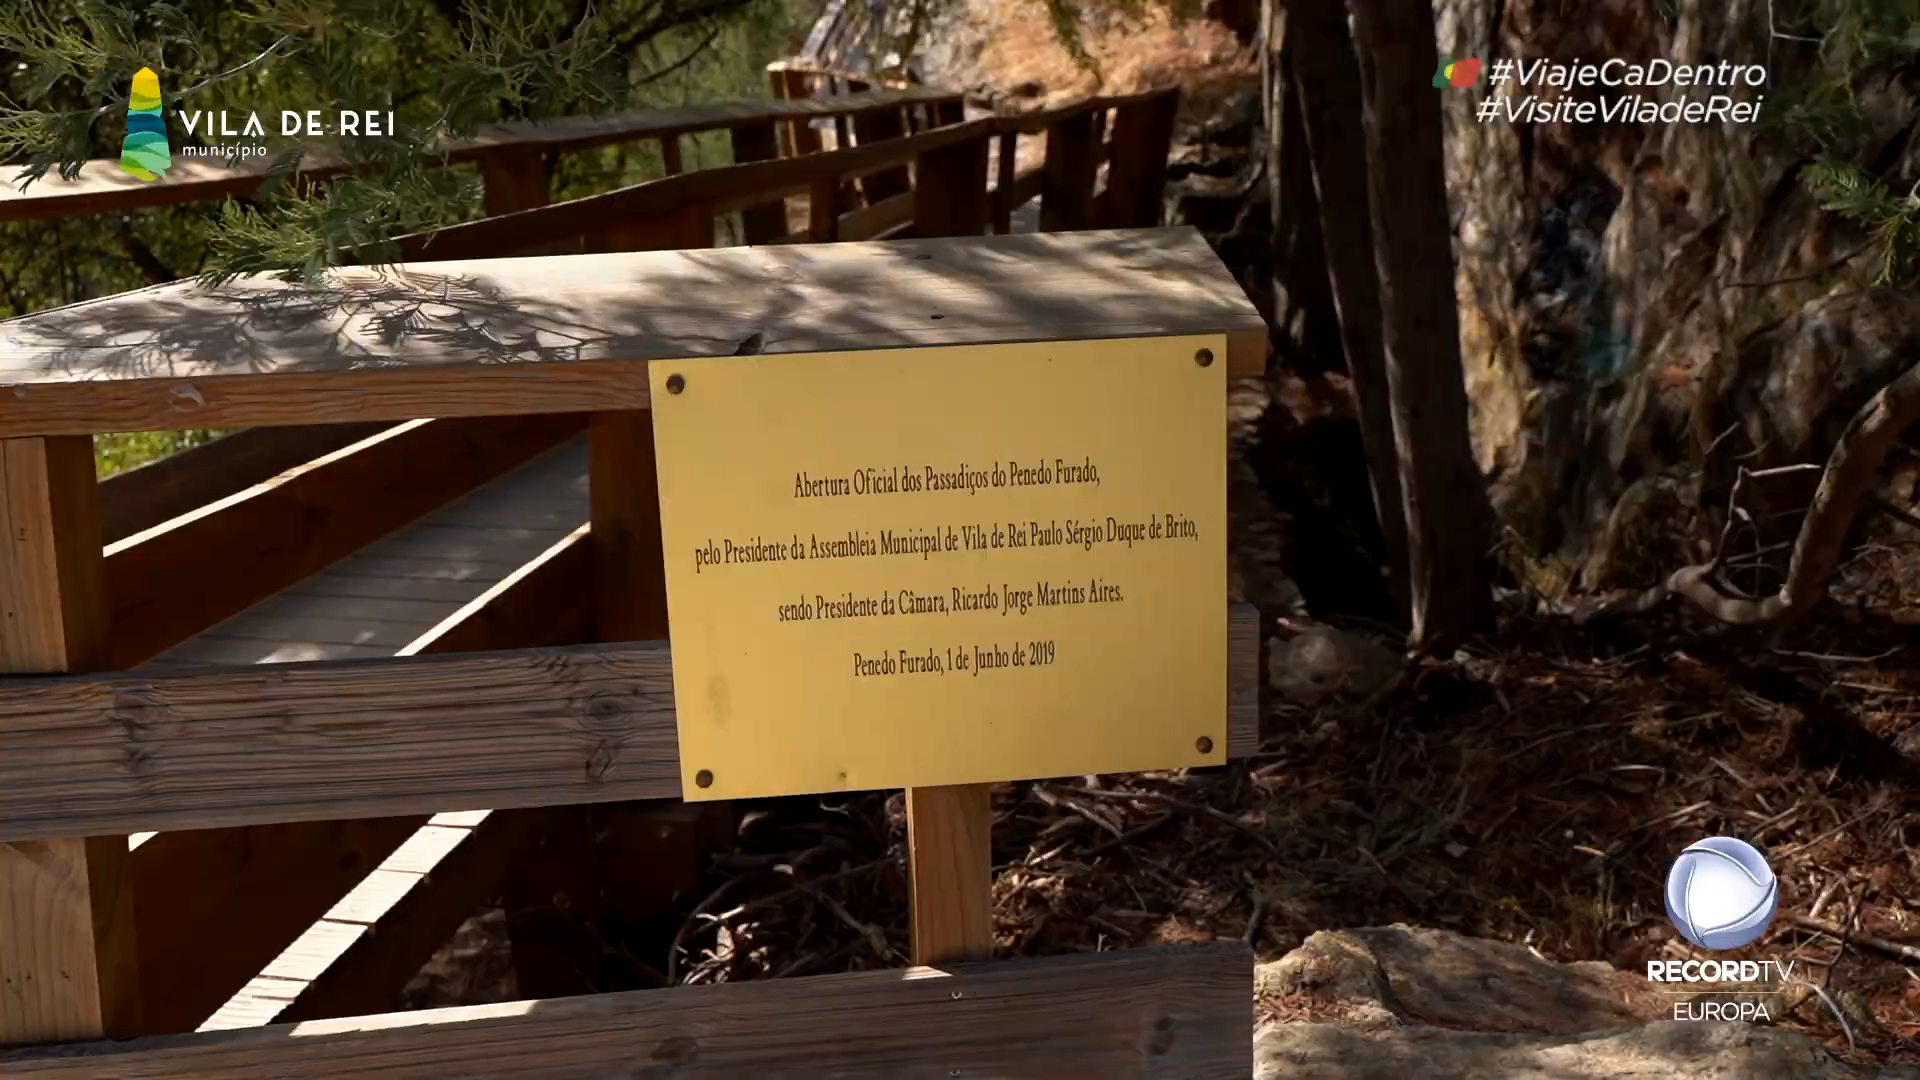 VILA DE REI
município
#ViajeCaDentro
#VisiteViladeRei
Abertura Oficial dos Passadiços do Penedo Furado,
pelo Presidente da Assembleia Municipal de Vila de Rei Paulo Sérgio Duque de Brito,
sendo Presidente da Câmara, Ricardo Jorge Martins Aires.
Penedo Furado, 1 de Junho de 2019
RECORDTV
EUROPA